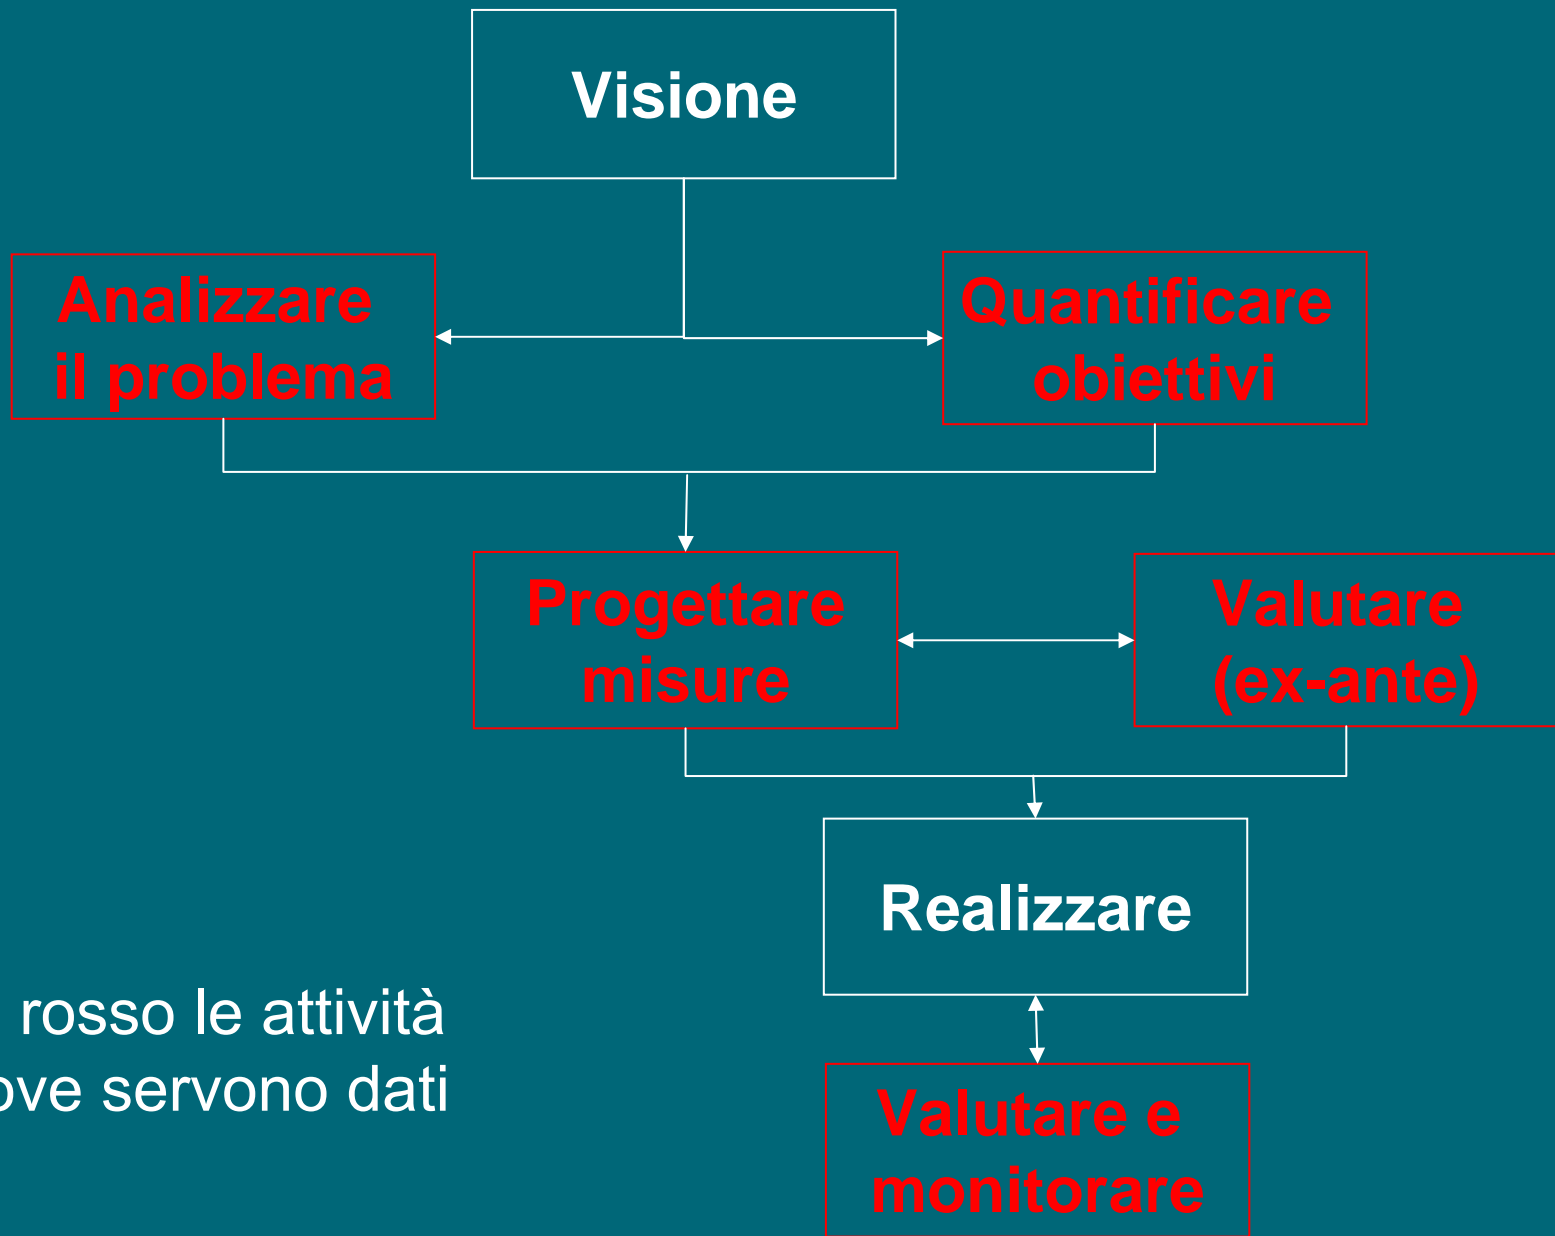 Visione
Analizzare
il problema
Quantificare
obiettivi
Progettare
misure
Valutare
(ex-ante)
Realizzare
rosso le attività
ove servono dati
Valutare e
monitorare